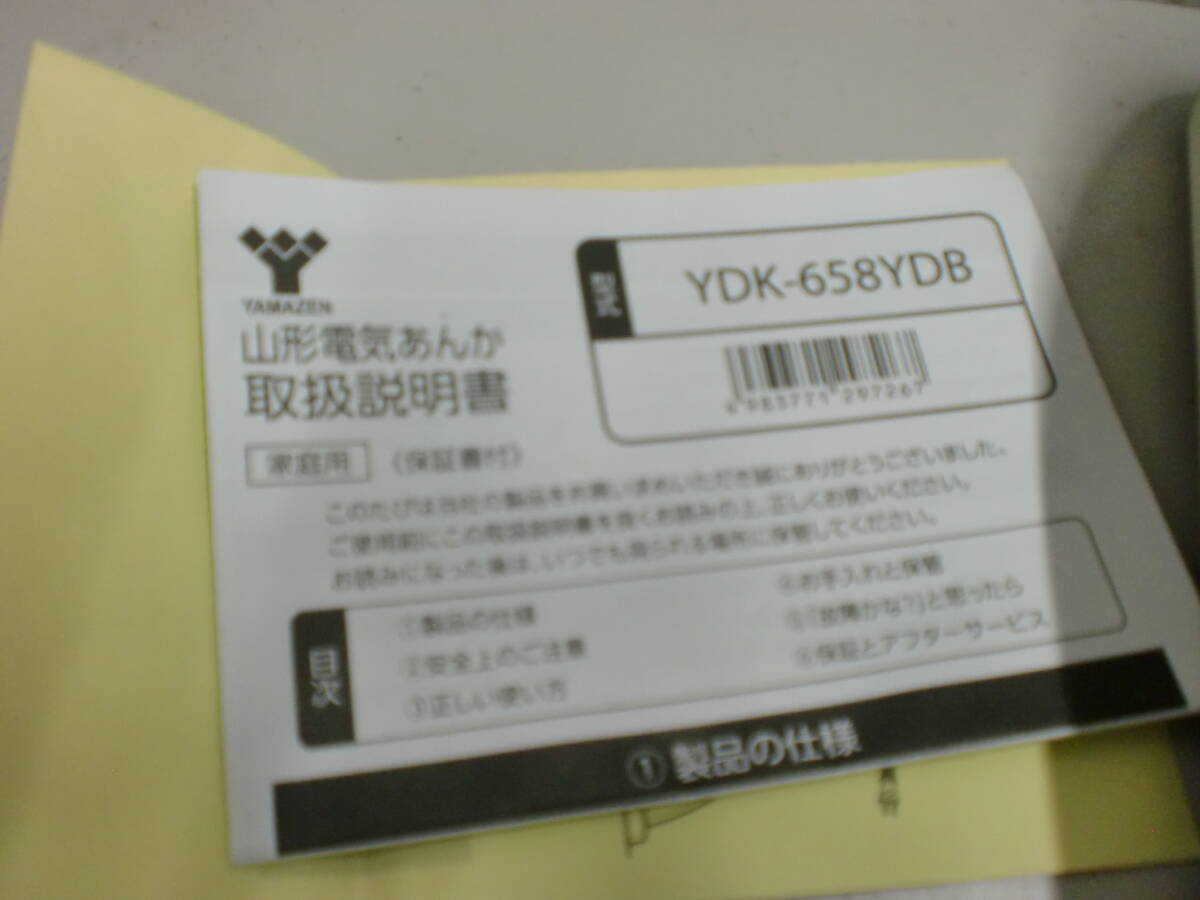 YAMAZEN
山形電気あんか
取扱説明書
家庭用 (保証書付)
型式 YDK-658YDB
4 983771 297267
このたびは当社の製品をお買い求めいただき誠にありがとうございました。
ご使用前にこの取扱説明書を良くお読みの上、正しくお使いください。
お読みになった後は、いつでも見られる場所に保管してください。
目次
①製品の仕様
②安全上のご注意
③正しい使い方
④お手入れと保管
⑤「故障かな?」と思ったら
⑥保証とアフターサービス
①製品の仕様